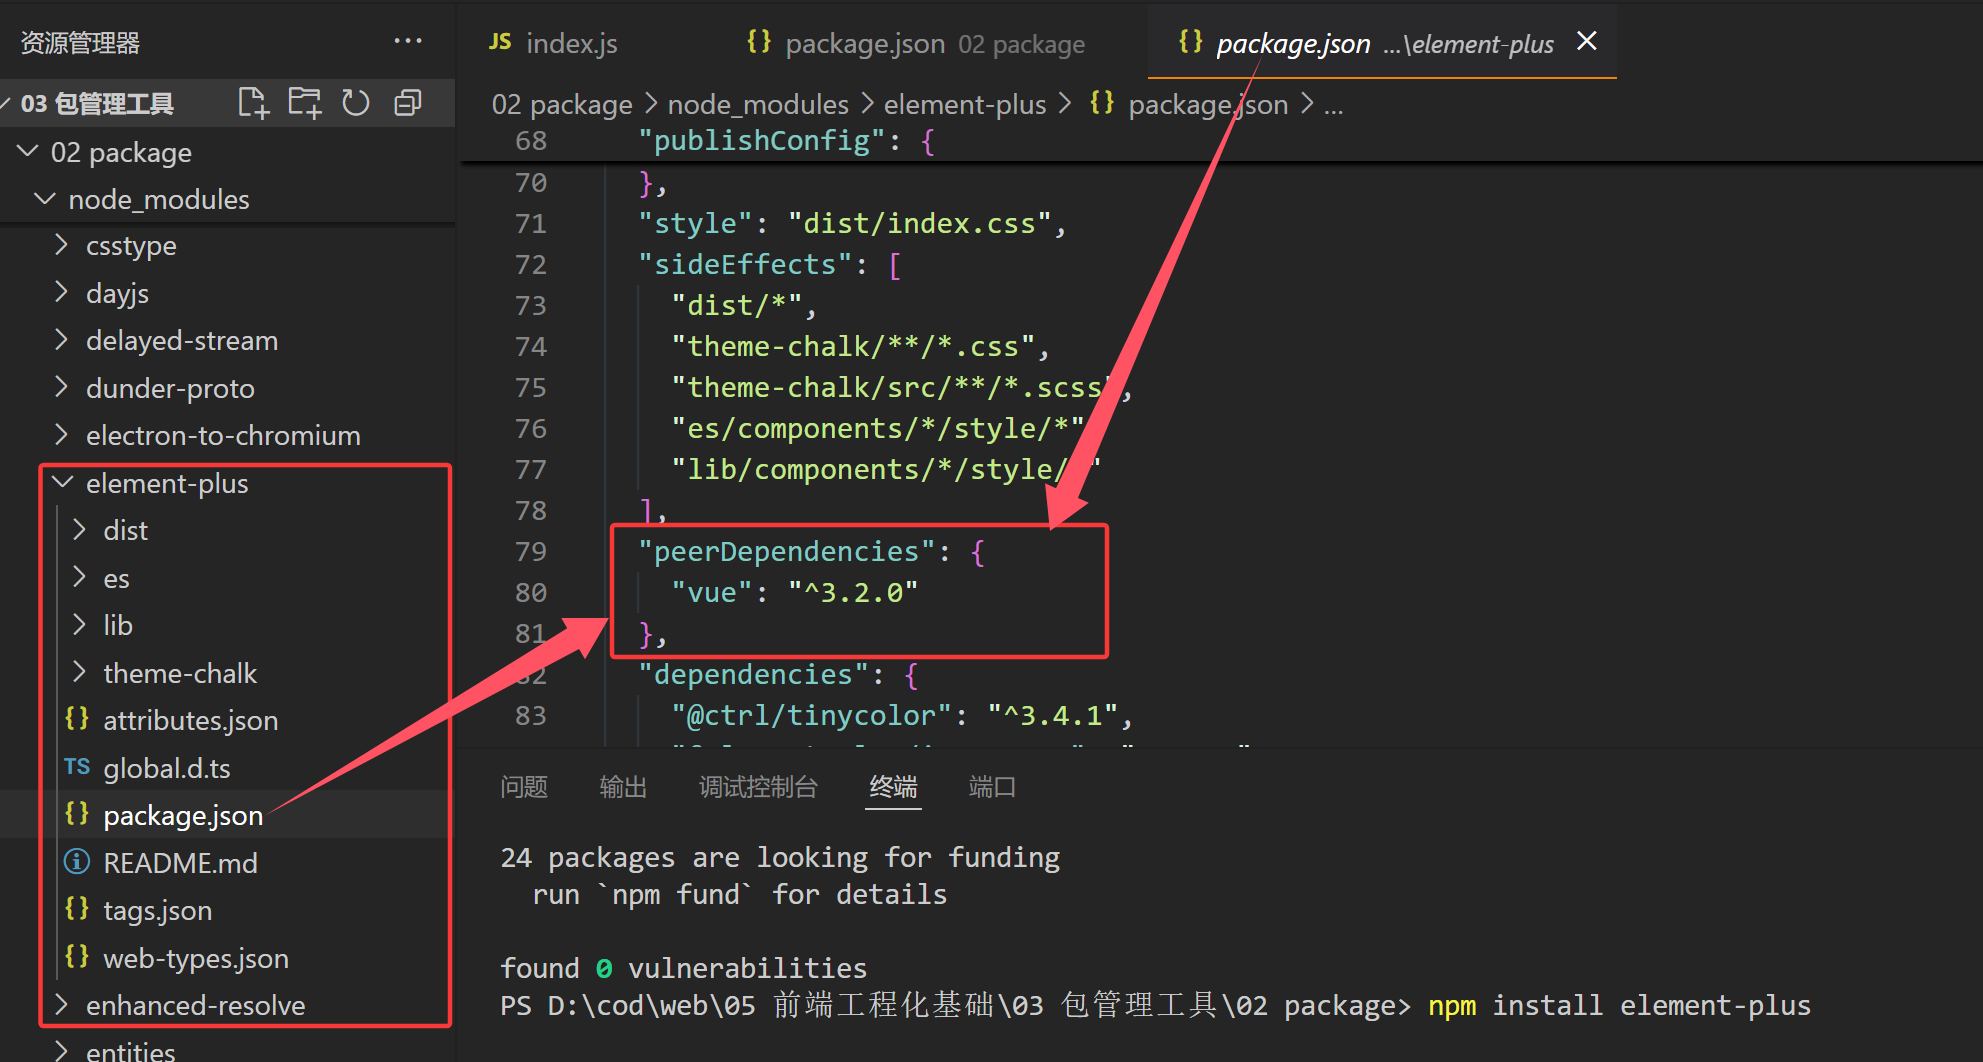 资源管理器
···
03 包管理工具
02 package
node_modules
csstype
dayjs
delayed-stream
dunder-proto
electron-to-chromium
element-plus
dist
es
lib
theme-chalk
{} attributes.json
TS global.d.ts
{} package.json
README.md
{} tags.json
{} web-types.json
enhanced-resolve
entities
JS index.js
{} package.json 02 package
{} package.json ...\element-plus
02 package > node_modules > element-plus > {} package.json > ...
68 "publishConfig": {
70 },
71 "style": "dist/index.css",
72 "sideEffects": [
73 "dist/*",
74 "theme-chalk/**/*.css",
75 "theme-chalk/src/**/*.scss",
76 "es/components/*/style/*"
77 "lib/components/*/style/
78 ],
79 "peerDependencies": {
80 "vue": "^3.2.0"
81 },
82 "dependencies": {
83 "@ctrl/tinycolor": "^3.4.1",
问题 输出 调试控制台 终端 端口
24 packages are looking for funding
run `npm fund` for details
found 0 vulnerabilities
PS D:\cod\web\05 前端工程化基础\03 包管理工具\02 package> npm install element-plus